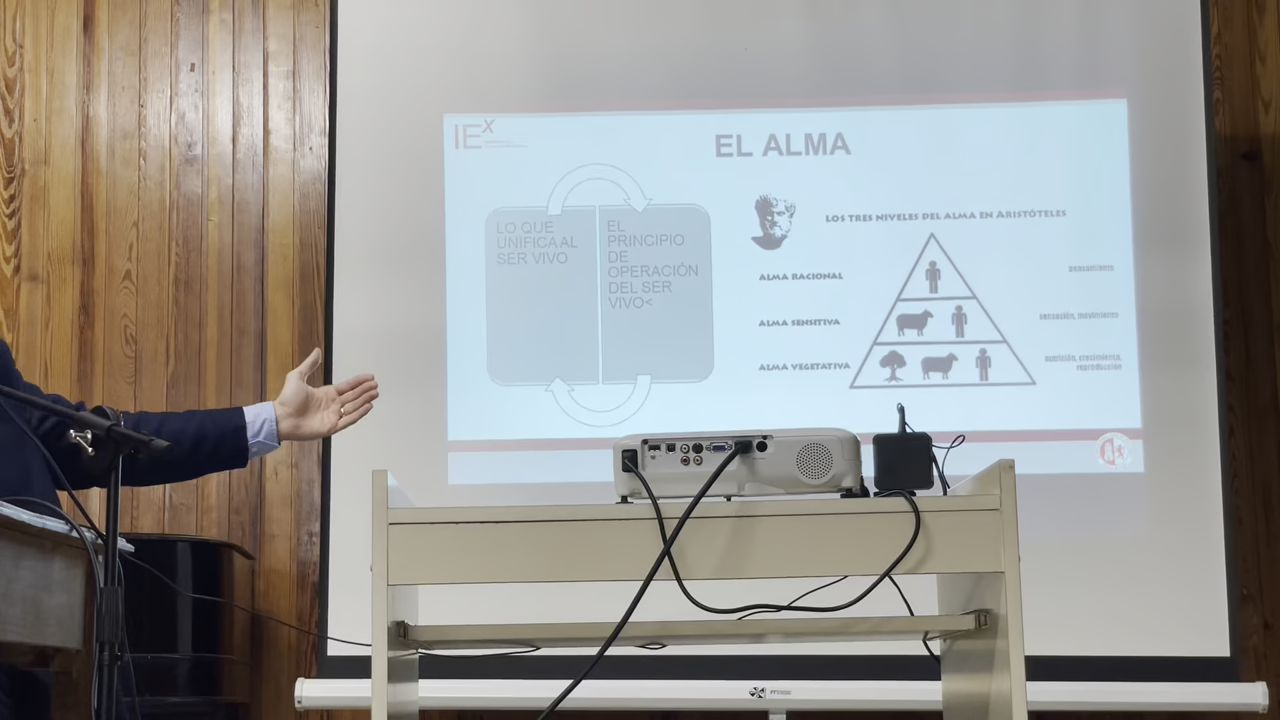 IEx
EL ALMA
LO QUE
UNIFICA AL
SER VIVO
EL
PRINCIPIO
DE
OPERACIÓN
DEL SER
VIVO<
LOS TRES NIVELES DEL ALMA EN ARISTÓTELES
ALMA RACIONAL
pensamiento
ALMA SENSITIVA
sensación, movimiento
ALMA VEGETATIVA
nutrición, crecimiento,
reproducción